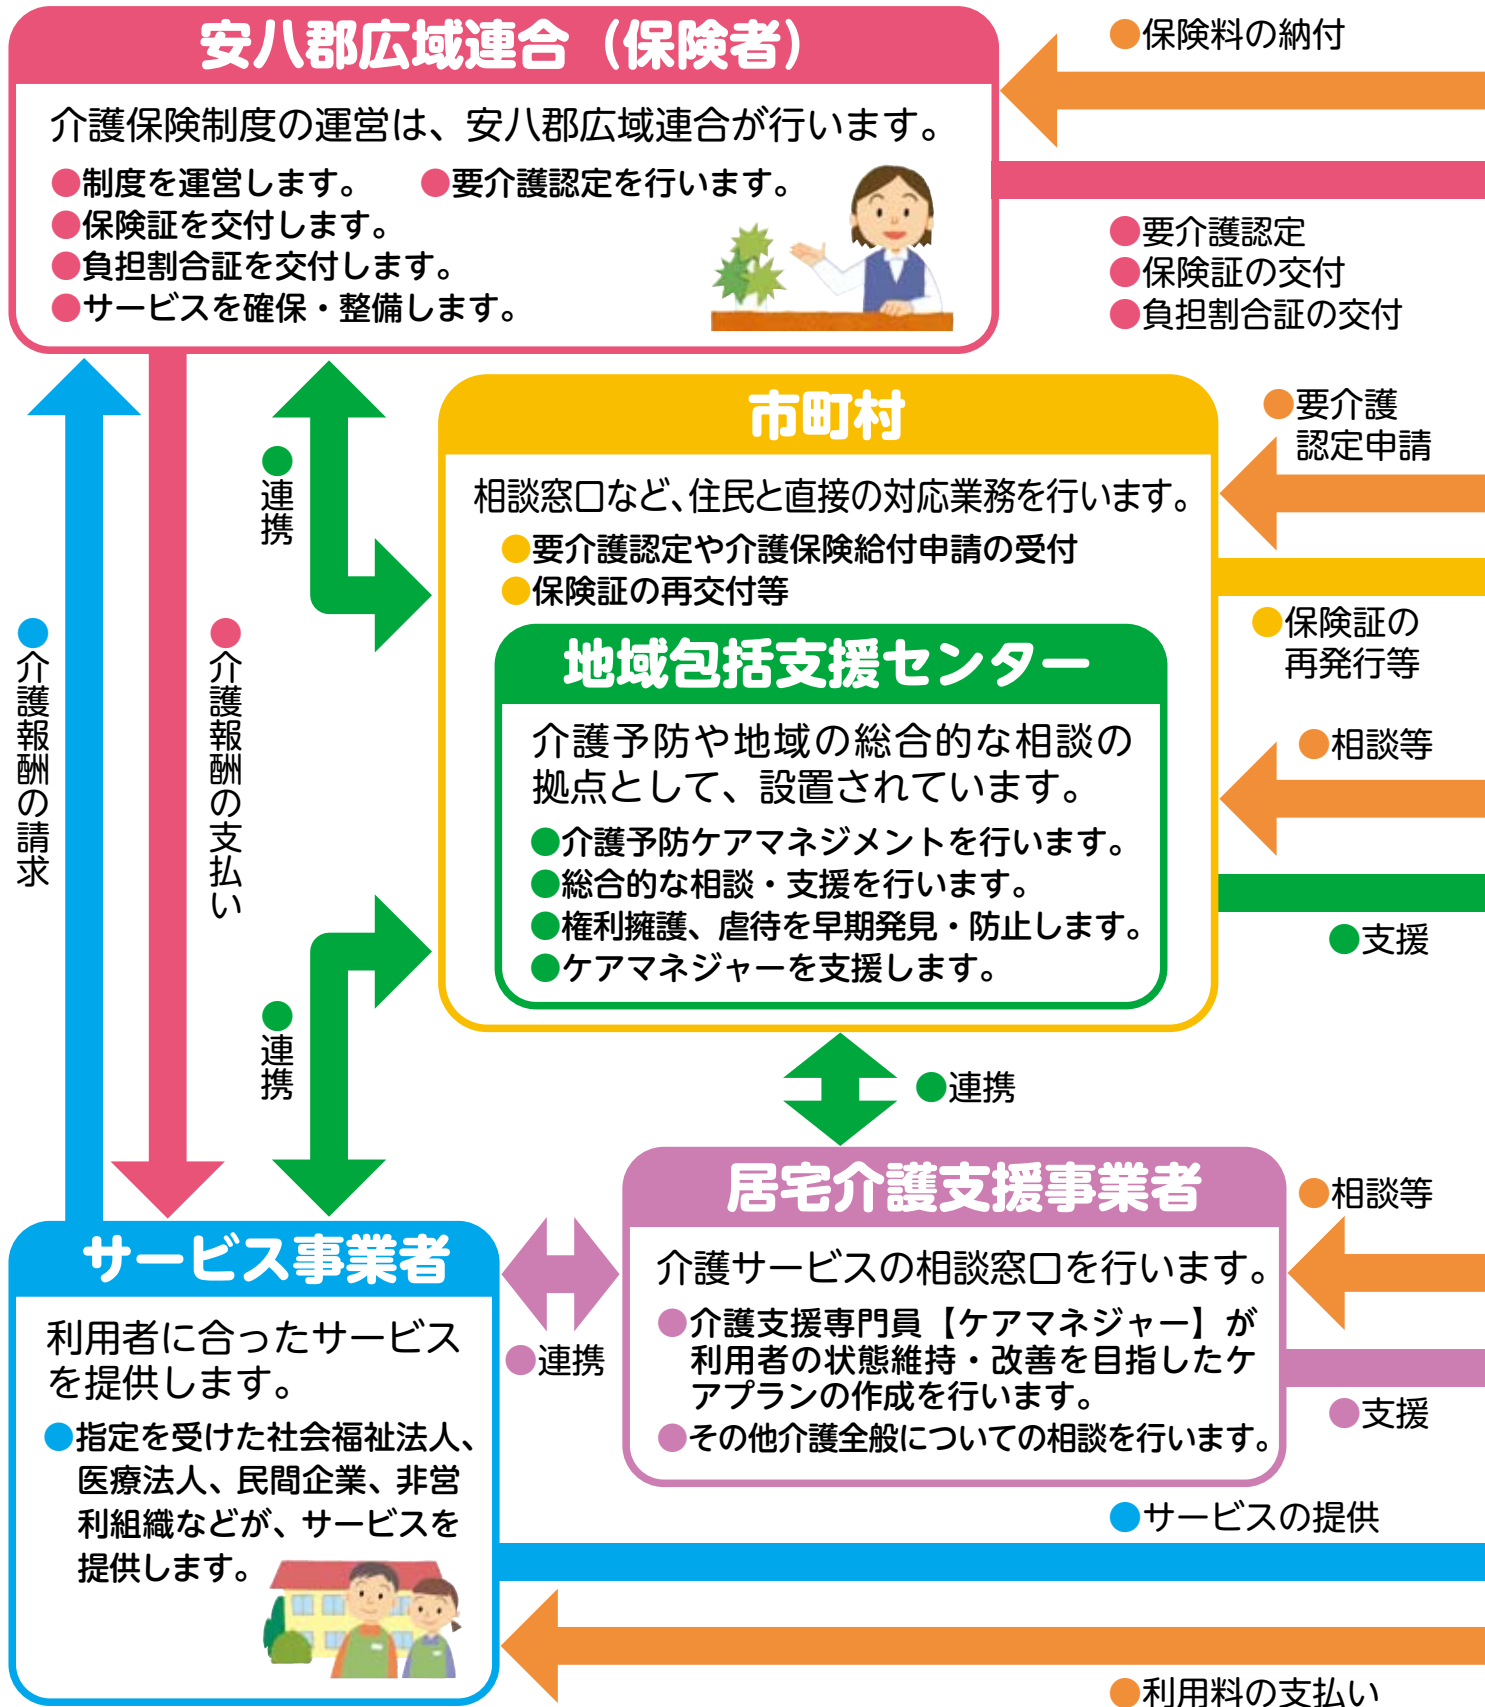 安八郡広域連合（保険者）
介護保険制度の運営は、安八郡広域連合が行います。
●制度を運営します。 ●要介護認定を行います。
●保険証を交付します。
●負担割合証を交付します。
●サービスを確保・整備します。
●保険料の納付
●要介護認定
●保険証の交付
●負担割合証の交付
市町村
相談窓口など、住民と直接の対応業務を行います。
●要介護認定や介護保険給付申請の受付
●保険証の再交付等
●要介護
認定申請
●保険証の
再発行等
地域包括支援センター
介護予防や地域の総合的な相談の
拠点として、設置されています。
●介護予防ケアマネジメントを行います。
●総合的な相談・支援を行います。
●権利擁護、虐待を早期発見・防止します。
●ケアマネジャーを支援します。
●相談等
●支援
●連携
●介護報酬の請求
●介護報酬の支払い
●連携
●連携
居宅介護支援事業者
介護サービスの相談窓口を行います。
●介護支援専門員【ケアマネジャー】が
利用者の状態維持・改善を目指したケ
アプランの作成を行います。
●その他介護全般についての相談を行います。
●相談等
●支援
●連携
サービス事業者
利用者に合ったサービス
を提供します。
●指定を受けた社会福祉法人、
医療法人、民間企業、非営
利組織などが、サービスを
提供します。
●サービスの提供
●利用料の支払い